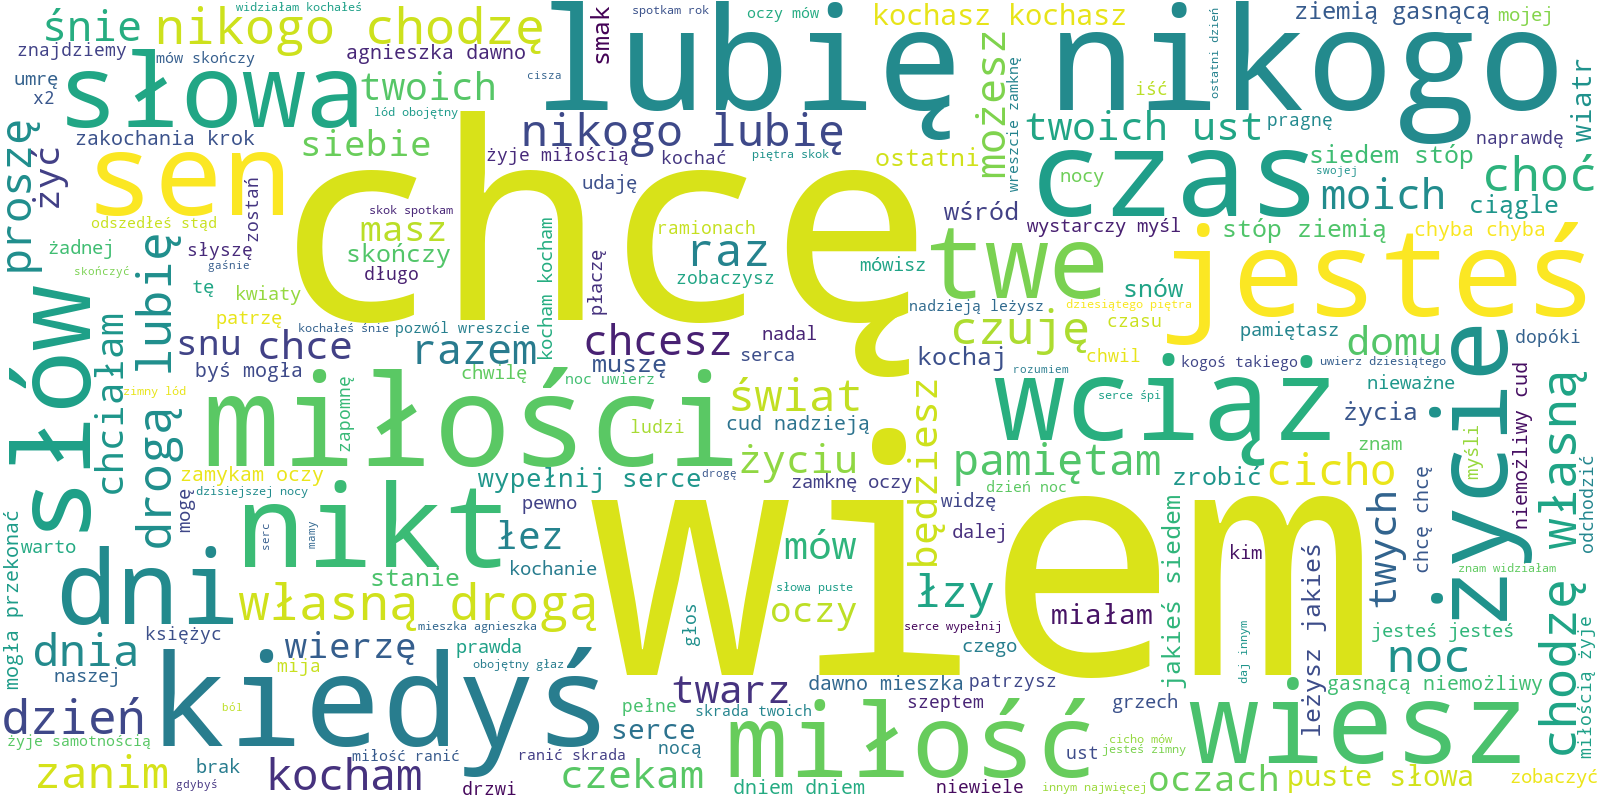 widziałam kochałeś
spotkam rok
oczy mów
kochasz kochasz
ziemią gasnącą
mojej
śnie
nikogo chodzę
smak
lubię nikogo
znajdziemy
mów skończy
agnieszka dawno
cisza
możesz
wreszcie zamknę
ostatni dzień
wiatr
umrę
x2
słowa
twoich
lód obojętny
iść
zakochania krok
siebie
nikogo lubię
twoich ust
pragnę
naprawdę
proszę
żyć
sen
chcę
żyje miłością
kochać
piętra skok
ostatni
czas
nocy
siedem stóp
swojej
choć
udaję
moich
ciągle
zostań
skok spotkam
masz
ramionach
wśród
wystarczy myśl
stóp ziemią
chyba chyba
odszedłeś stąd
żadnej
drogą lubię
słyszę
skończyć
gaśnie
skończy
długo
kocham kocham
płaczę
raz
zobaczysz
mówisz
twe
jesteś
tę
kwiaty
snów
nadzieją leżysz
dziesiątego piętra
patrzę
kochałeś śnie
pozwól wreszcie
czuję
czasu
pamiętasz
słów
chciałam
snu
chce
razem
chcesz
nadal
domu
dopóki
życie
byś mogła
muszę
serca
kochaj
chwil
kogoś takiego
uwierz dziesiątego
zimny lód
chwilę
noc uwierz
rozumiem
miłości
zapomnę
świat
będziesz
wciąż
serce śpi
nieważne
niemożliwy cud
chodzę własną
ludzi
cud nadzieją
życia
myśli
życiu
pamiętam
znam
zamykam oczy
wypełnij serce
drogę
zamknę oczy
zrobić
cicho
odchodzić
mogę
dzisiejszej nocy
dzień noc
pewno
widzę
wiem
mogła przekonać
nikt
serc
mamy
łez
mów
dalej
jakieś siedem
kim
twych
chcę chcę
warto
dni
kochanie
stanie
znam widziałam
słowa puste
łzy
własną drogą
oczy
miałam
leżysz jakieś
miłością żyje
księżyc
mieszka agnieszka
głos
serce wypełnij
daj innym
jesteś jesteś
dnia
wierzę
prawda
czego
noc
kiedyś
mija
obojętny głaz
naszej
twarz
dawno mieszka
patrzysz
gasnącą niemożliwy
dzień
ból
pełne
skrada twoich
szeptem
grzech
wiesz
serce
miłość
żyje samotnością
miłość ranić
ranić skrada
nocą
ust
cicho mów
jesteś zimny
zanim
brak
gdybyś
kocham
drzwi
czekam
dniem dniem
niewiele
innym najwięcej
oczach
puste słowa
zobaczyć